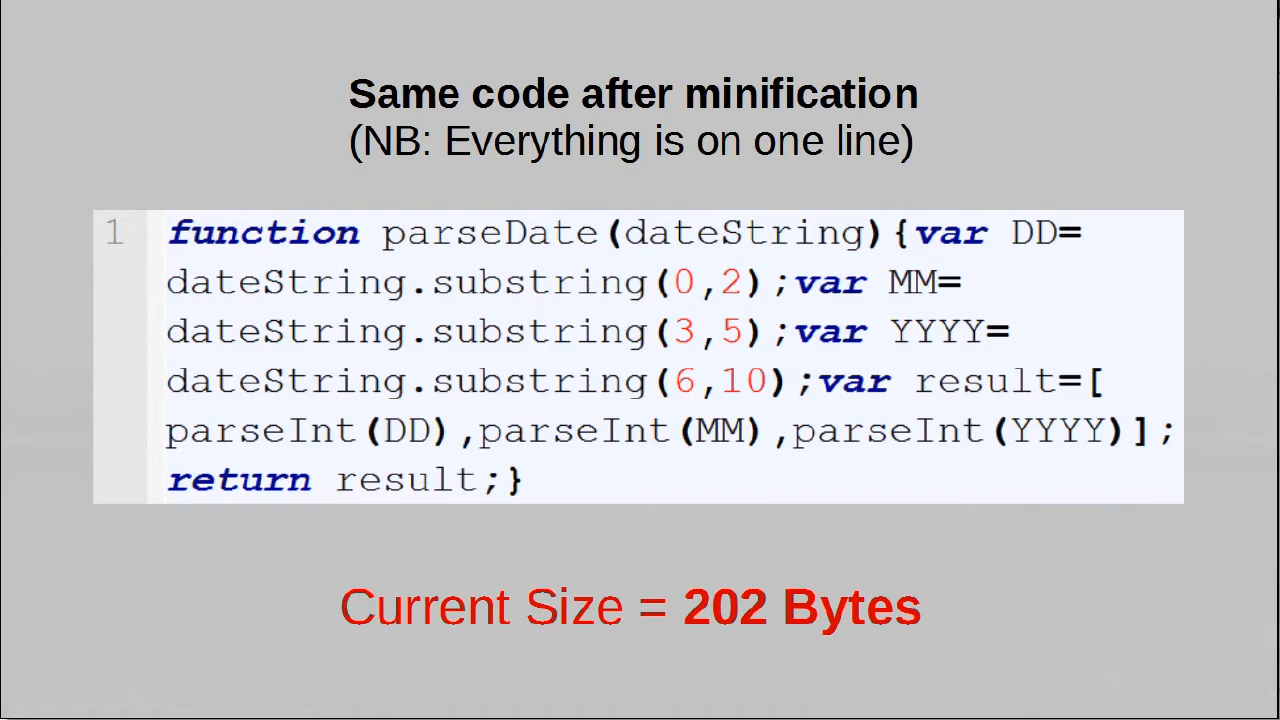 Same code after minification
(NB: Everything is on one line)
1 function parseDate(dateString){var DD=
dateString.substring(0,2);var MM=
dateString.substring(3,5);var YYYY=
dateString.substring(6,10);var result=[
parseInt(DD),parseInt(MM),parseInt(YYYY)];
return result;}
Current Size = 202 Bytes